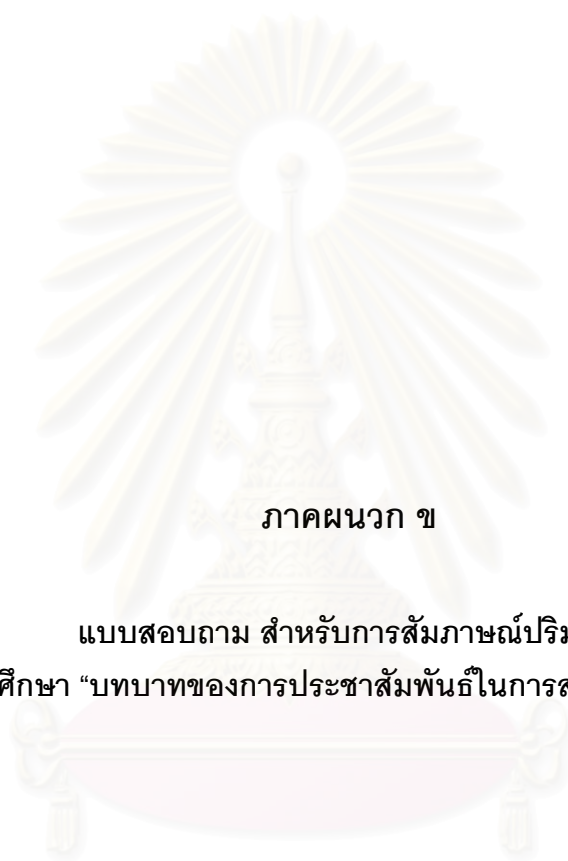 ภาคผนวก ข
แบบสอบถาม สำหรับการสัมภาษณ์ปริม
ศึกษา “บทบาทของการประชาสัมพันธ์ในการส